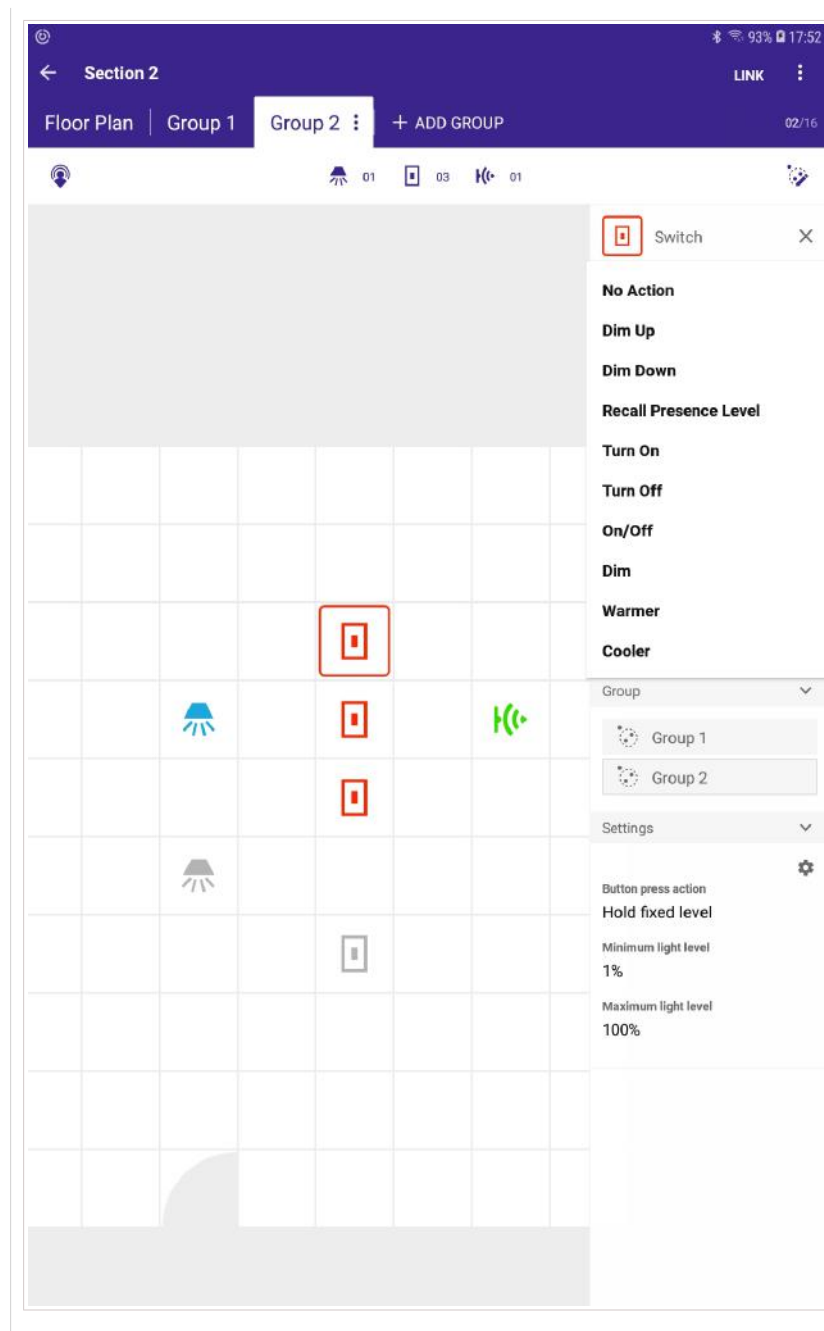 93% 17:52
Section 2 LINK
Floor Plan Group 1 Group 2 + ADD GROUP 02/16
01 03 01
Switch
No Action
Dim Up
Dim Down
Recall Presence Level
Turn On
Turn Off
On/Off
Dim
Warmer
Cooler
Group
Group 1
Group 2
Settings
Button press action
Hold fixed level
Minimum light level
1%
Maximum light level
100%